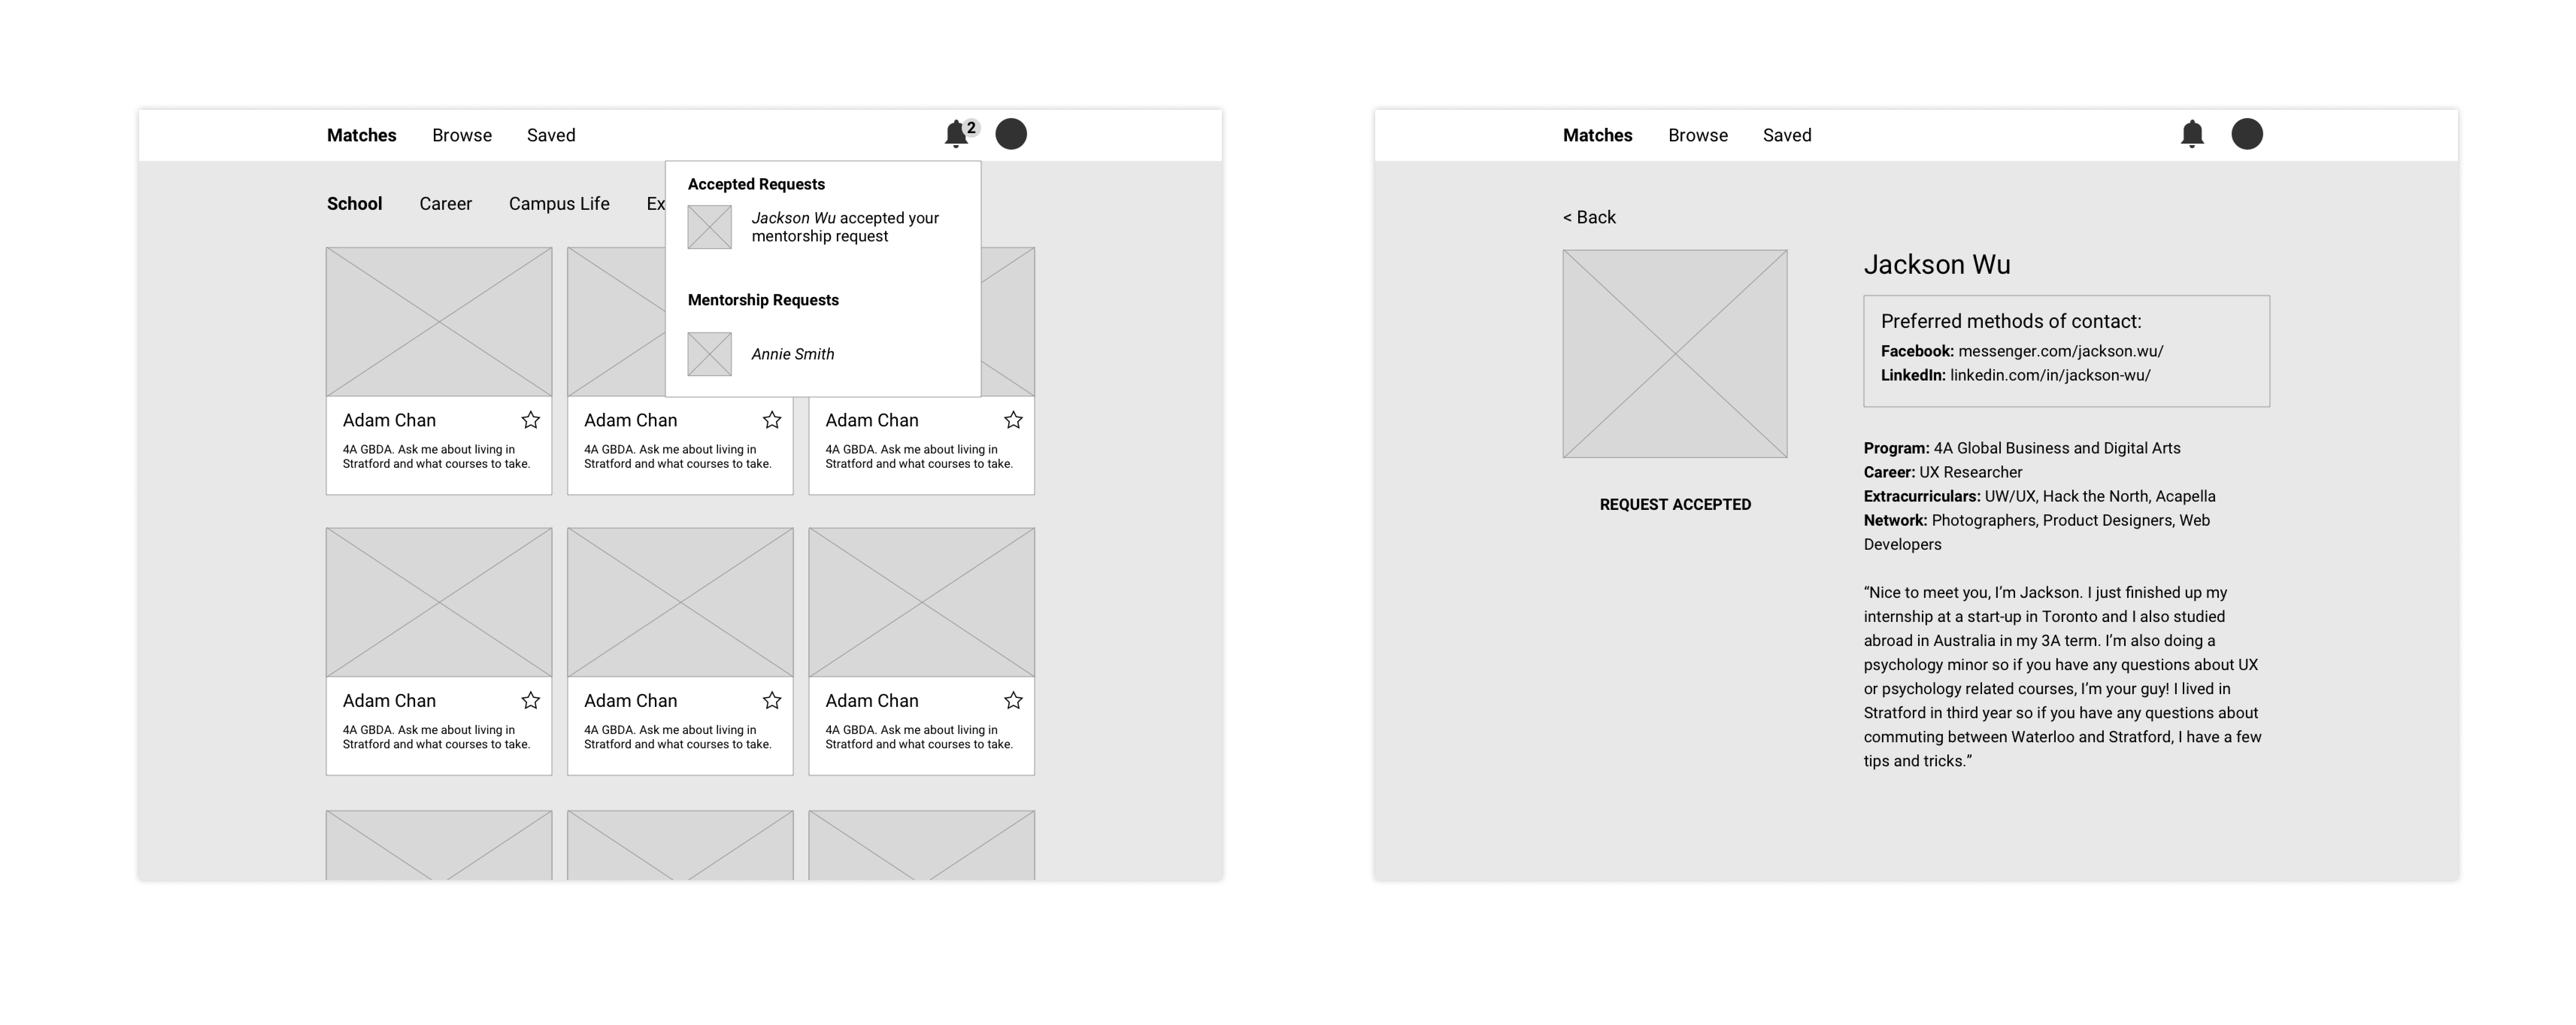 Matches Browse Saved 2
Accepted Requests
Jackson Wu accepted your
mentorship request
Mentorship Requests
Annie Smith
School Career Campus Life Ex
Adam Chan
4A GBDA. Ask me about living in
Stratford and what courses to take.
Adam Chan
4A GBDA. Ask me about living in
Stratford and what courses to take.
Adam Chan
4A GBDA. Ask me about living in
Stratford and what courses to take.
Adam Chan
4A GBDA. Ask me about living in
Stratford and what courses to take.
Adam Chan
4A GBDA. Ask me about living in
Stratford and what courses to take.
Adam Chan
4A GBDA. Ask me about living in
Stratford and what courses to take.
Matches Browse Saved
< Back
REQUEST ACCEPTED
Jackson Wu
Preferred methods of contact:
Facebook: messenger.com/jackson.wu/
LinkedIn: linkedin.com/in/jackson-wu/
Program: 4A Global Business and Digital Arts
Career: UX Researcher
Extracurriculars: UW/UX, Hack the North, Acapella
Network: Photographers, Product Designers, Web
Developers
“Nice to meet you, I’m Jackson. I just finished up my
internship at a start-up in Toronto and I also studied
abroad in Australia in my 3A term. I’m also doing a
psychology minor so if you have any questions about UX
or psychology related courses, I’m your guy! I lived in
Stratford in third year so if you have any questions about
commuting between Waterloo and Stratford, I have a few
tips and tricks.”